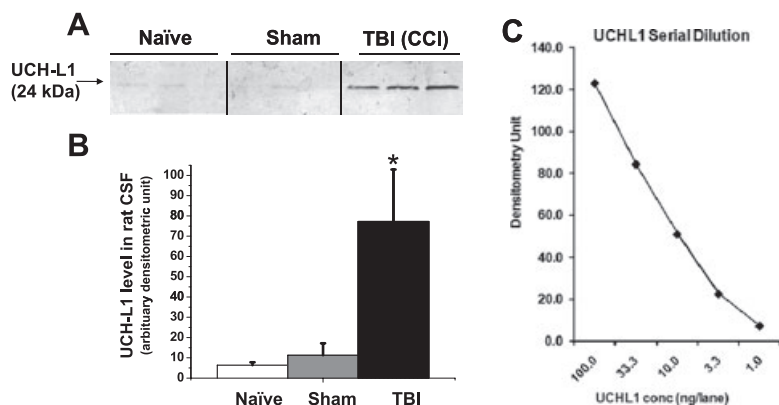 A
Naïve Sham TBI (CCI)
UCH-L1
(24 kDa)
B
UCH-L1 level in rat CSF
(arbituary densitometric unit)
100
90
80
70
60
50
40
30
20
10
0
*
Naïve Sham TBI
C
UCHL1 Serial Dilution
Densitometry Unit
140.0
120.0
100.0
80.0
60.0
40.0
20.0
0.0
100.0 33.3 10.0 3.3 1.0
UCHL1 conc (ng/lane)